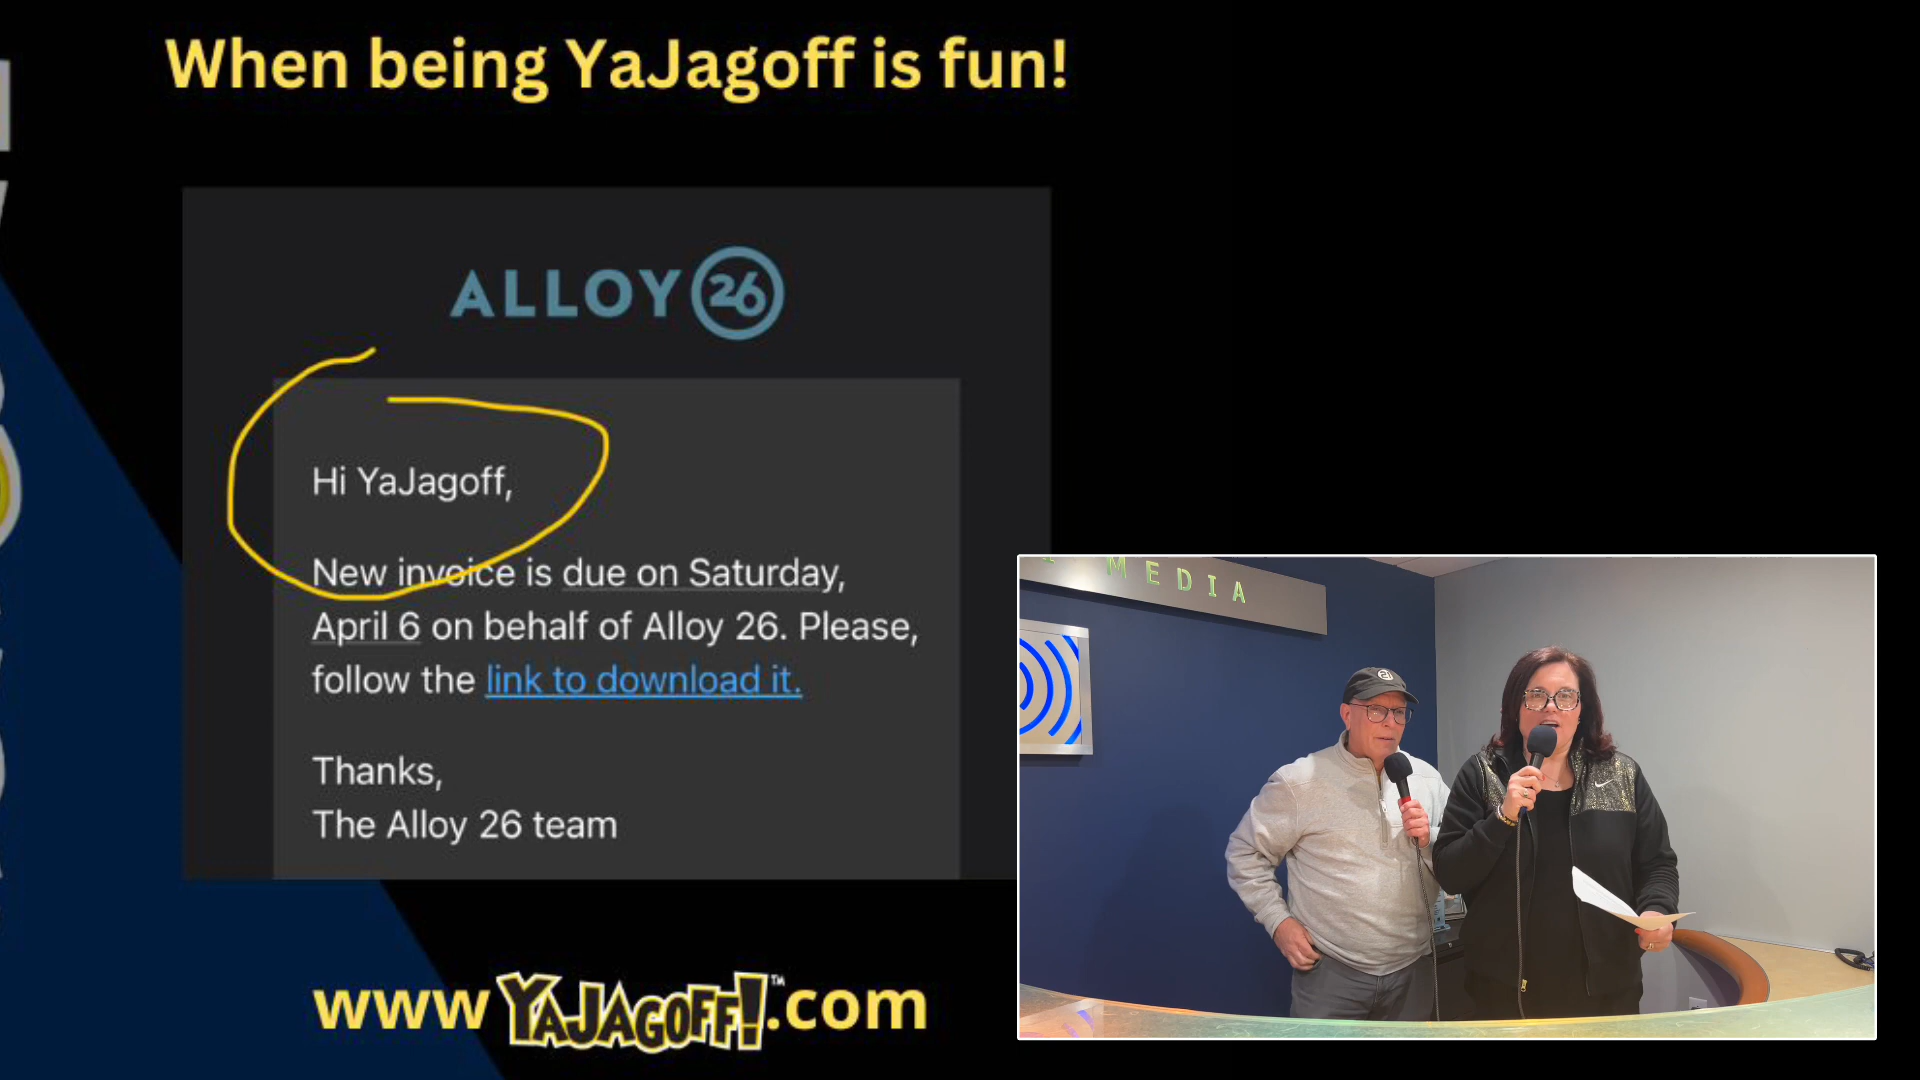 When being YaJagoff is fun!
ALLOY 26
Hi YaJagoff,
New invoice is due on Saturday,
April 6 on behalf of Alloy 26. Please,
follow the link to download it.
Thanks,
The Alloy 26 team
www.YAJAGOFF!™.com
MEDIA